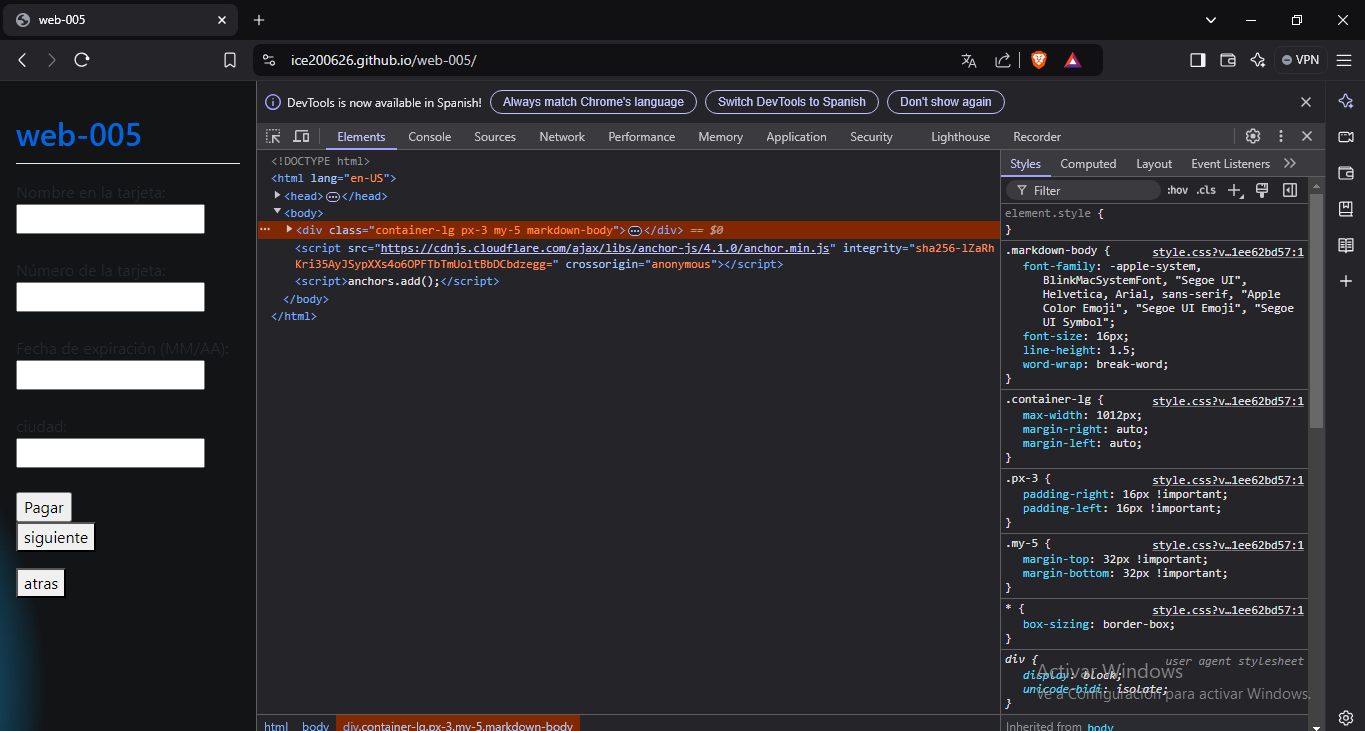 web-005
ice200626.github.io/web-005/
VPN
web-005
Nombre en la tarjeta:
Número de tarjeta:
Fecha de expiración (MM/AA):
ciudad:
Pagar
siguiente
atras
DevTools is now available in Spanish! Always match Chrome's language Switch DevTools to Spanish Don't show again
Elements Console Sources Network Performance Memory Application Security Lighthouse Recorder
<!DOCTYPE html>
<html lang="en-US">
<head> </head>
<body>
<div class="container-lg px-3 my-5 markdown-body"> </div> == $0
<script src="https://cdnjs.cloudflare.com/ajax/libs/anchor-js/4.1.0/anchor.min.js" integrity="sha256-lZaRh
Kri35AyJSypXXs4o6OPFTbTmUoltBbDCbdzegg=" crossorigin="anonymous"></script>
<script>anchors.add();</script>
</body>
</html>
html body div.container-lg.px-3.my-5.markdown-body
Styles Computed Layout Event Listeners
Filter :hov .cls
element.style {
}
.markdown-body { style.css?v…1ee62bd57:1
font-family: -apple-system,
BlinkMacSystemFont, "Segoe UI",
Helvetica, Arial, sans-serif, "Apple
Color Emoji", "Segoe UI Emoji", "Segoe
UI Symbol";
font-size: 16px;
line-height: 1.5;
word-wrap: break-word;
}
.container-lg { style.css?v…1ee62bd57:1
max-width: 1012px;
margin-right: auto;
margin-left: auto;
}
.px-3 { style.css?v…1ee62bd57:1
padding-right: 16px !important;
padding-left: 16px !important;
}
.my-5 { style.css?v…1ee62bd57:1
margin-top: 32px !important;
margin-bottom: 32px !important;
}
* { style.css?v…1ee62bd57:1
box-sizing: border-box;
}
div { user agent stylesheet
display: block;
unicode-bidi: isolate;
}
Inherited from body
Activar Windows
Ve a Configuración para activar Windows.